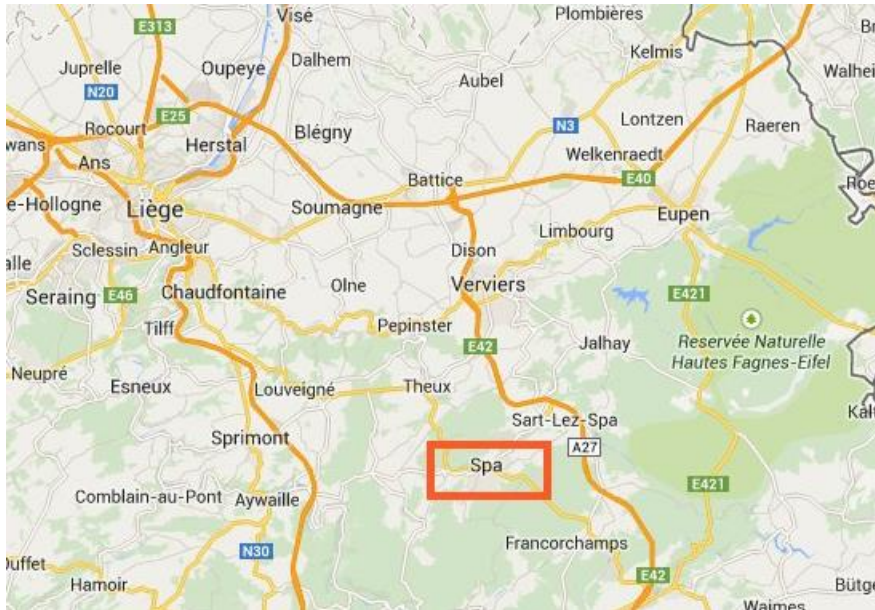 Visé
Plombières
E313
Kelmis
Br
Juprelle
Oupeye
Dalhem
Aubel
Walhei
N20
E25
Rocourt
Blégny
N3
Lontzen
Raeren
wans
Herstal
Ans
Welkenraedt
Battice
E40
Roe
e-Hollogne
Liège
Soumagne
Eupen
Limbourg
Sclessin
Angleur
Dison
alle
Olne
Verviers
Seraing
E46
Chaudfontaine
E421
Tilff
Pepinster
E42
Jalhay
Reservée Naturelle
Hautes Fagnes-Eifel
Neupré
Esneux
Louveigné
Theux
Kalt
Sart-Lez-Spa
Sprimont
A27
Spa
E421
Comblain-au-Pont
Aywaille
N30
Francorchamps
Ouffet
Hamoir
E42
Bütge
Waimes